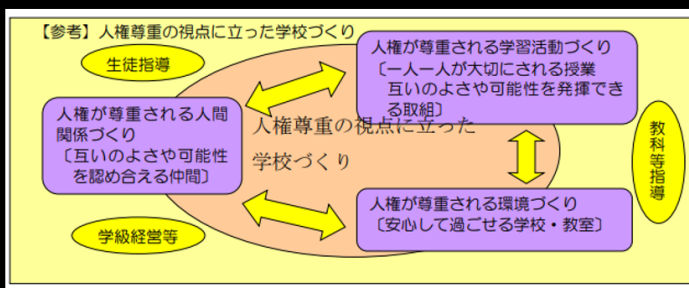 【参考】人権尊重の視点に立った学校づくり
生徒指導
人権が尊重される学習活動づくり
〔一人一人が大切にされる授業
互いのよさや可能性を発揮でき
る取組〕
人権が尊重される人間
関係づくり
〔互いのよさや可能性
を認め合える仲間〕
人権尊重の視点に立った
学校づくり
教科等指導
人権が尊重される環境づくり
〔安心して過ごせる学校・教室〕
学級経営等